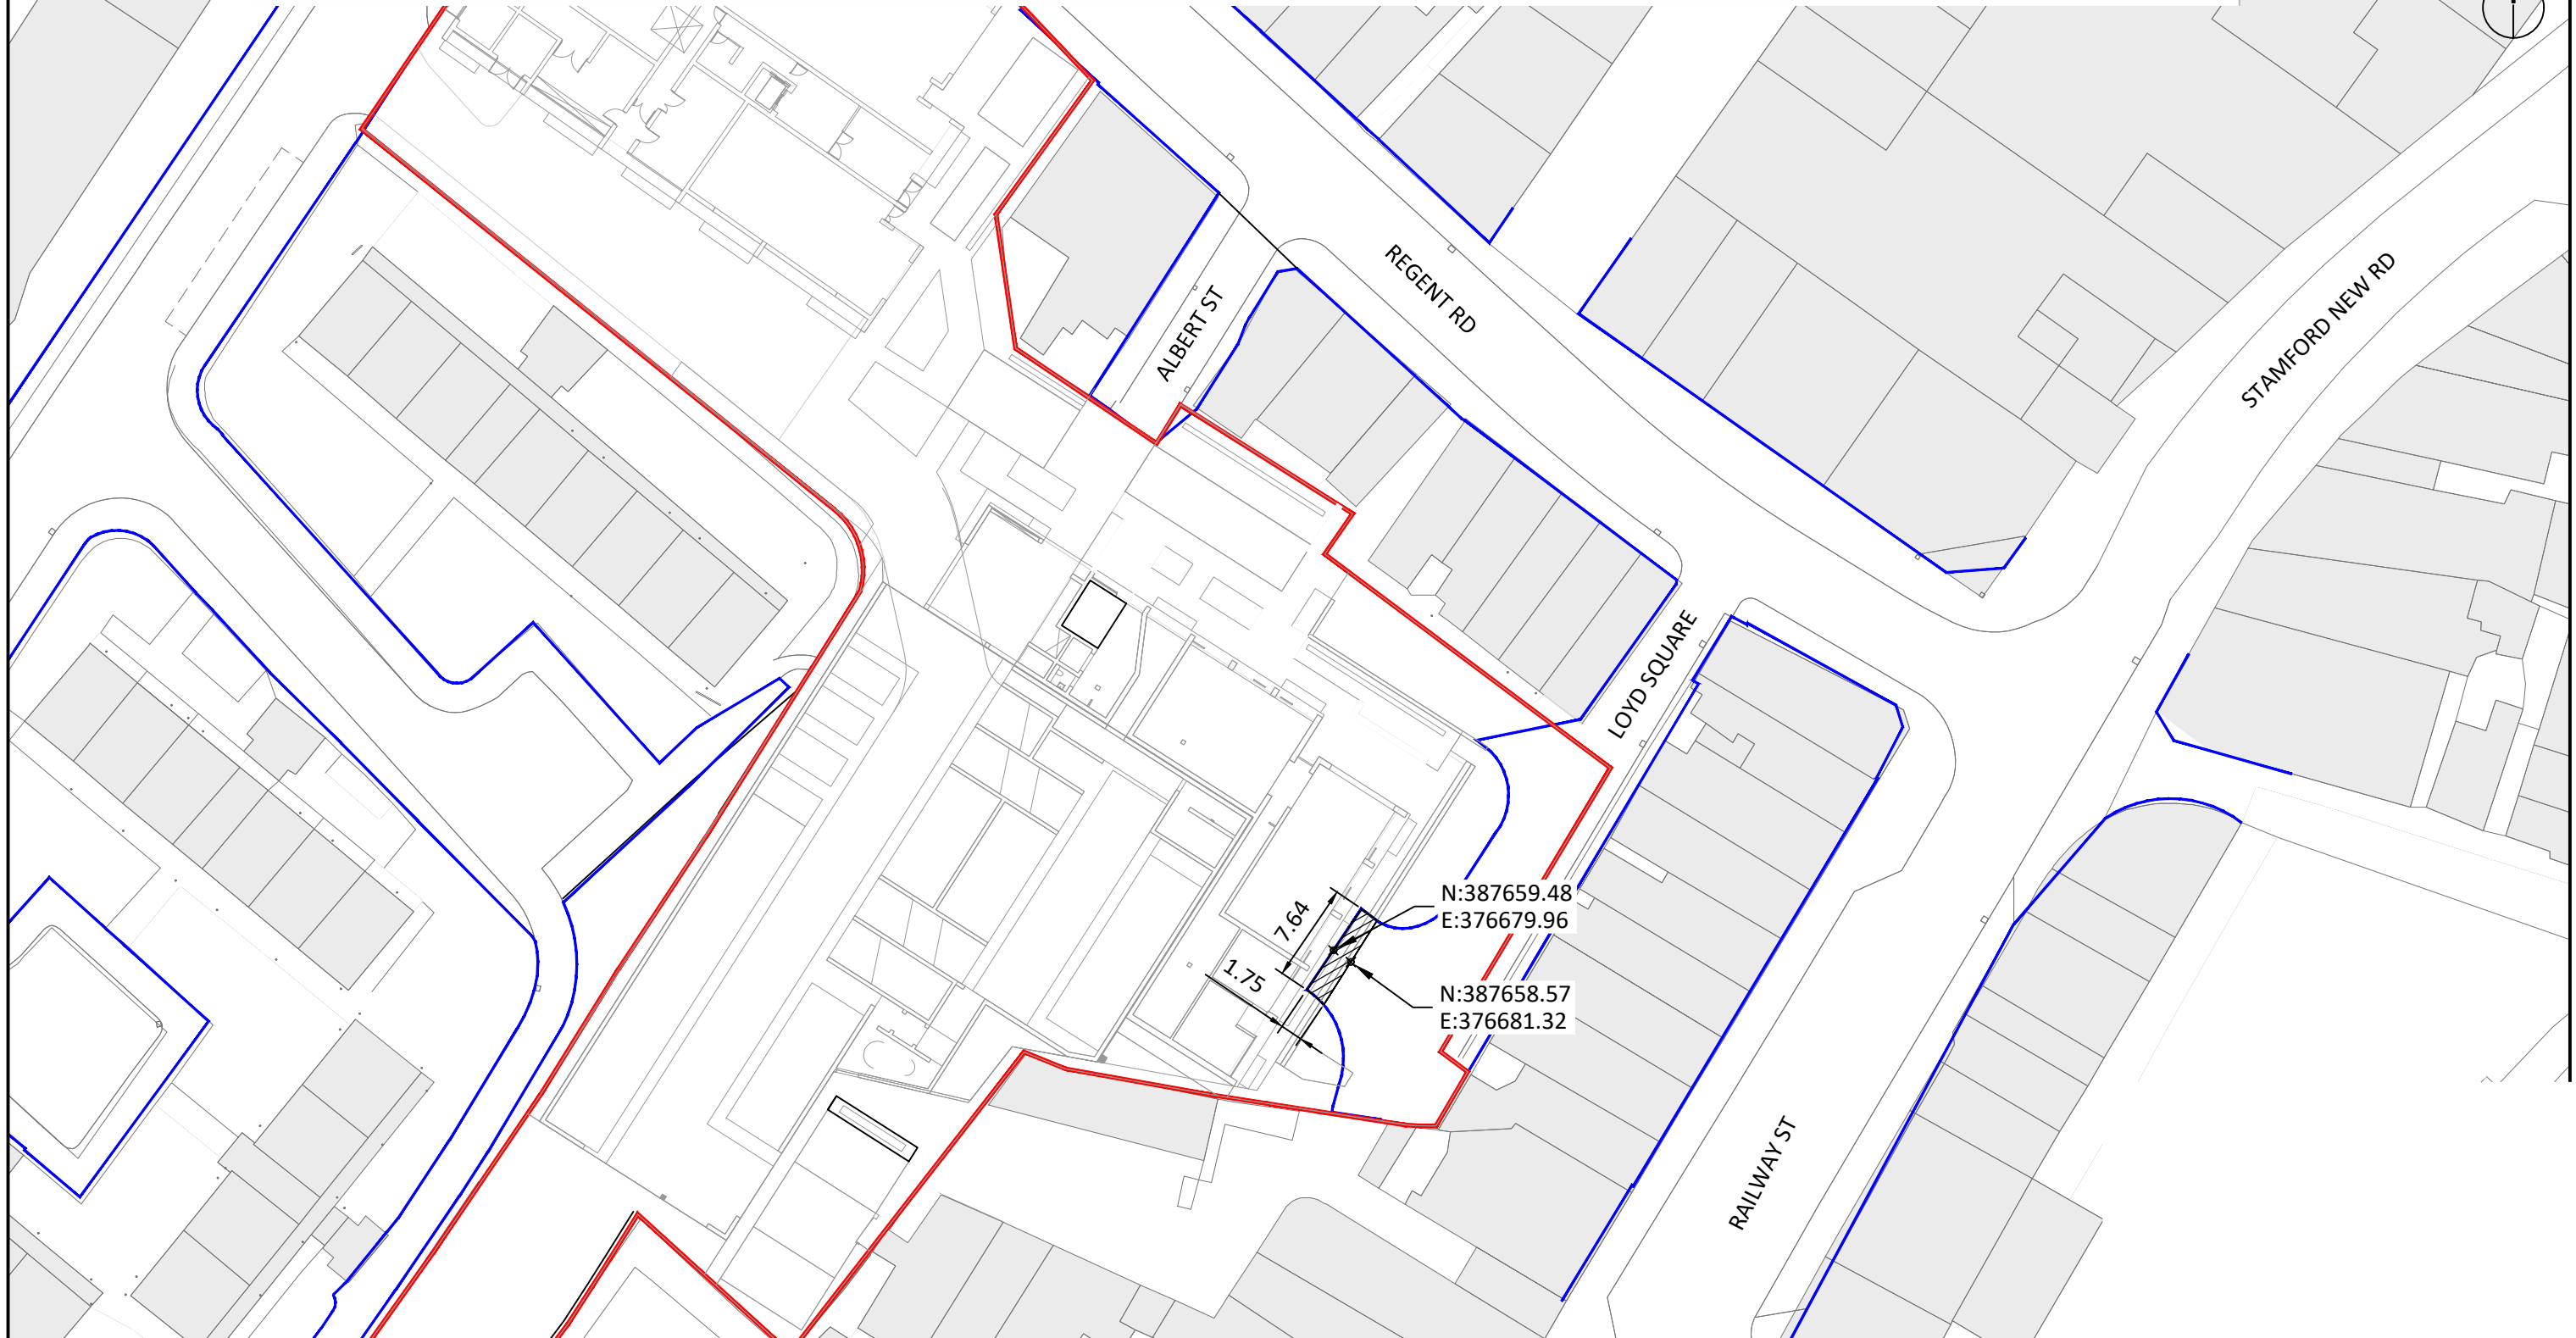 REGENT RD
STAMFORD NEW RD
ALBERT ST
LOYD SQUARE
N:387659.48
E:376679.96
7.64
1.75
N:387658.57
E:376681.32
RAILWAY ST